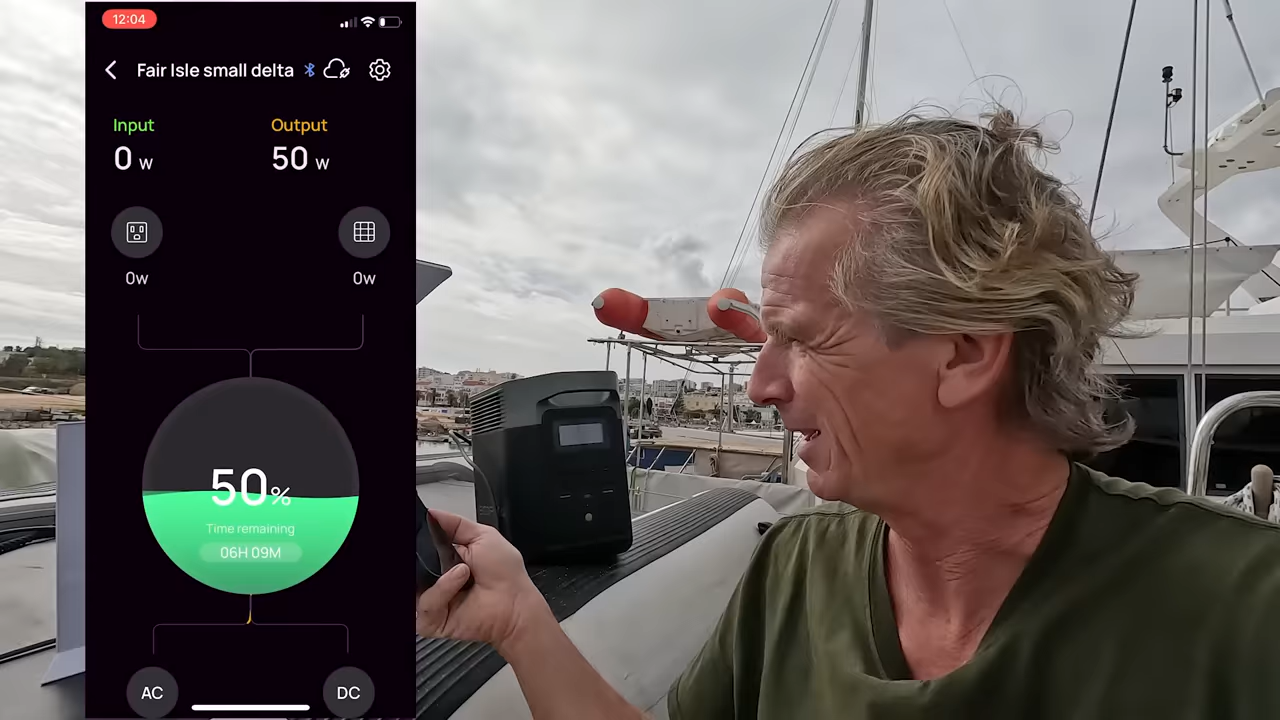 12:04
Fair Isle small delta
Input
Output
0 w
50 w
0w
0w
50%
Time remaining
06H 09M
AC
DC